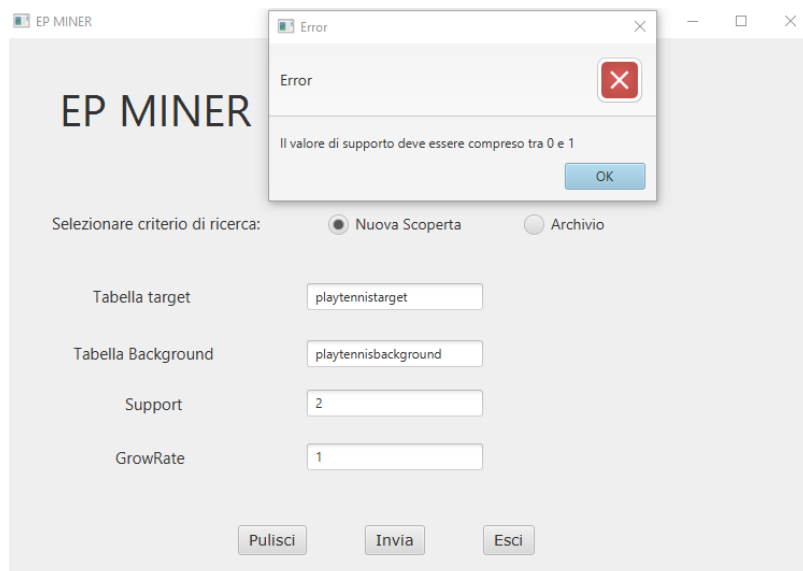 EP MINER
Error
Error
Il valore di supporto deve essere compreso tra 0 e 1
OK
EP MINER
Selezionare criterio di ricerca: Nuova Scoperta Archivio
Tabella target playtennistarget
Tabella Background playtennisbackground
Support 2
GrowRate 1
Pulisci Invia Esci